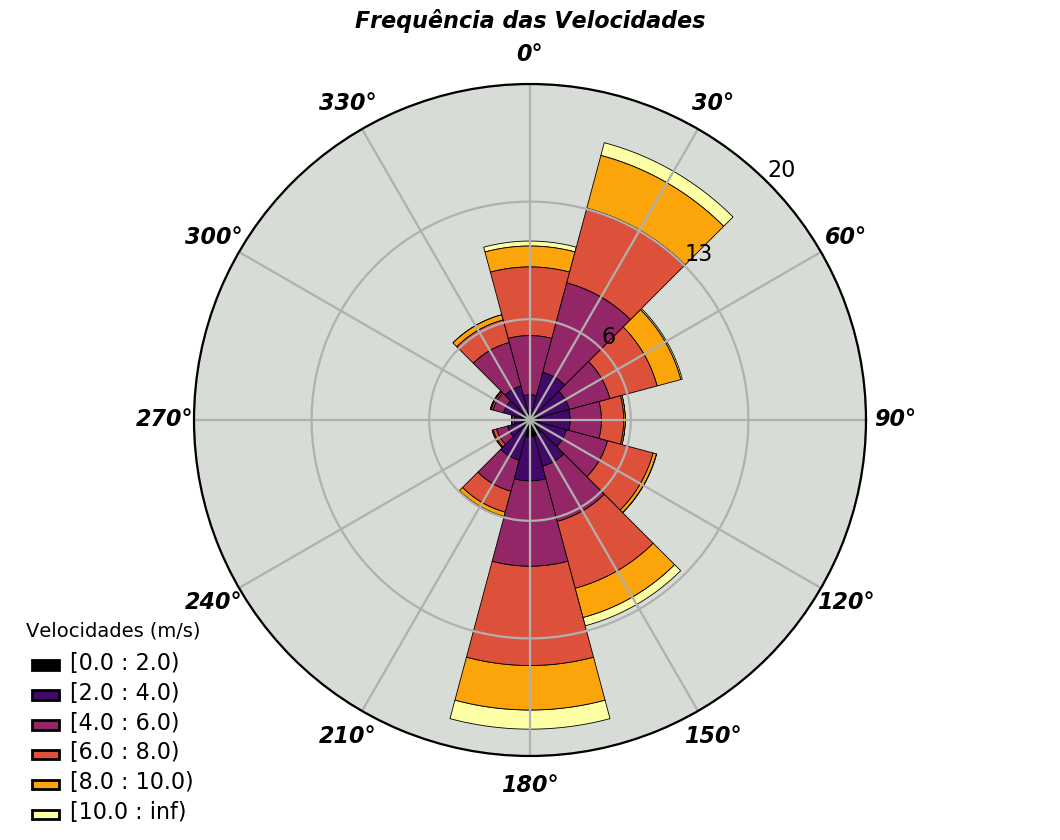 Frequência das Velocidades
0°
330°
30°
20
300°
60°
13
6
270°
90°
240°
120°
210°
150°
180°
Velocidades (m/s)
[0.0 : 2.0)
[2.0 : 4.0)
[4.0 : 6.0)
[6.0 : 8.0)
[8.0 : 10.0)
[10.0 : inf)